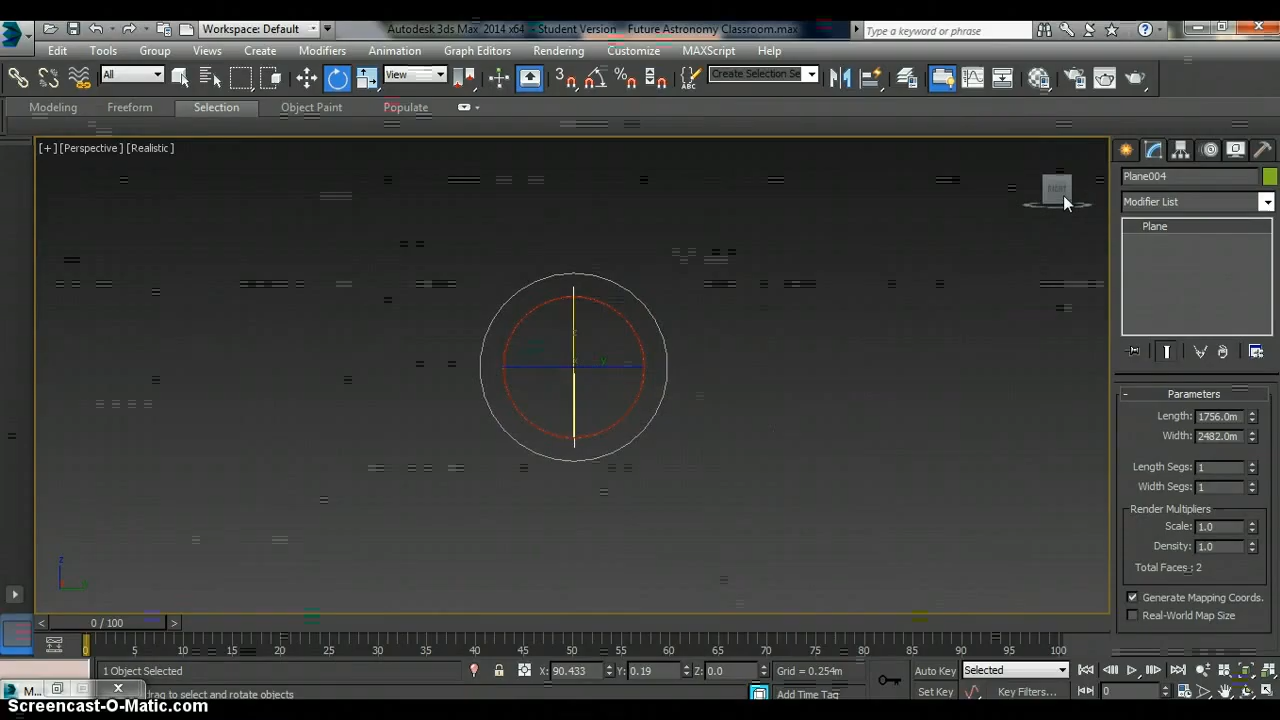 Workspace: Default
Autodesk 3ds Max 2014 x64 - Student Version Future Astronomy Classroom.max
Type a keyword or phrase
Edit Tools Group Views Create Modifiers Animation Graph Editors Rendering Customize MAXScript Help
All
View
Create Selection Se
Modeling Freeform Selection Object Paint Populate
[+] [Perspective] [Realistic]
Plane004
Modifier List
Plane
Parameters
Length: 1756.0m
Width: 2482.0m
Length Segs: 1
Width Segs: 1
Render Multipliers
Scale: 1.0
Density: 1.0
Total Faces : 2
Generate Mapping Coords.
Real-World Map Size
z
x y
z
0 / 100
0 5 10 15 20 25 30 35 40 45 50 55 60 65 70 75 80 85 90 95 100
1 Object Selected
X: 90.433 Y: 0.19 Z: 0.0
Grid = 0.254m
Auto Key Selected
M...
drag to select and rotate objects
Add Time Tag
Set Key
Key Filters...
0
Screencast-O-Matic.com